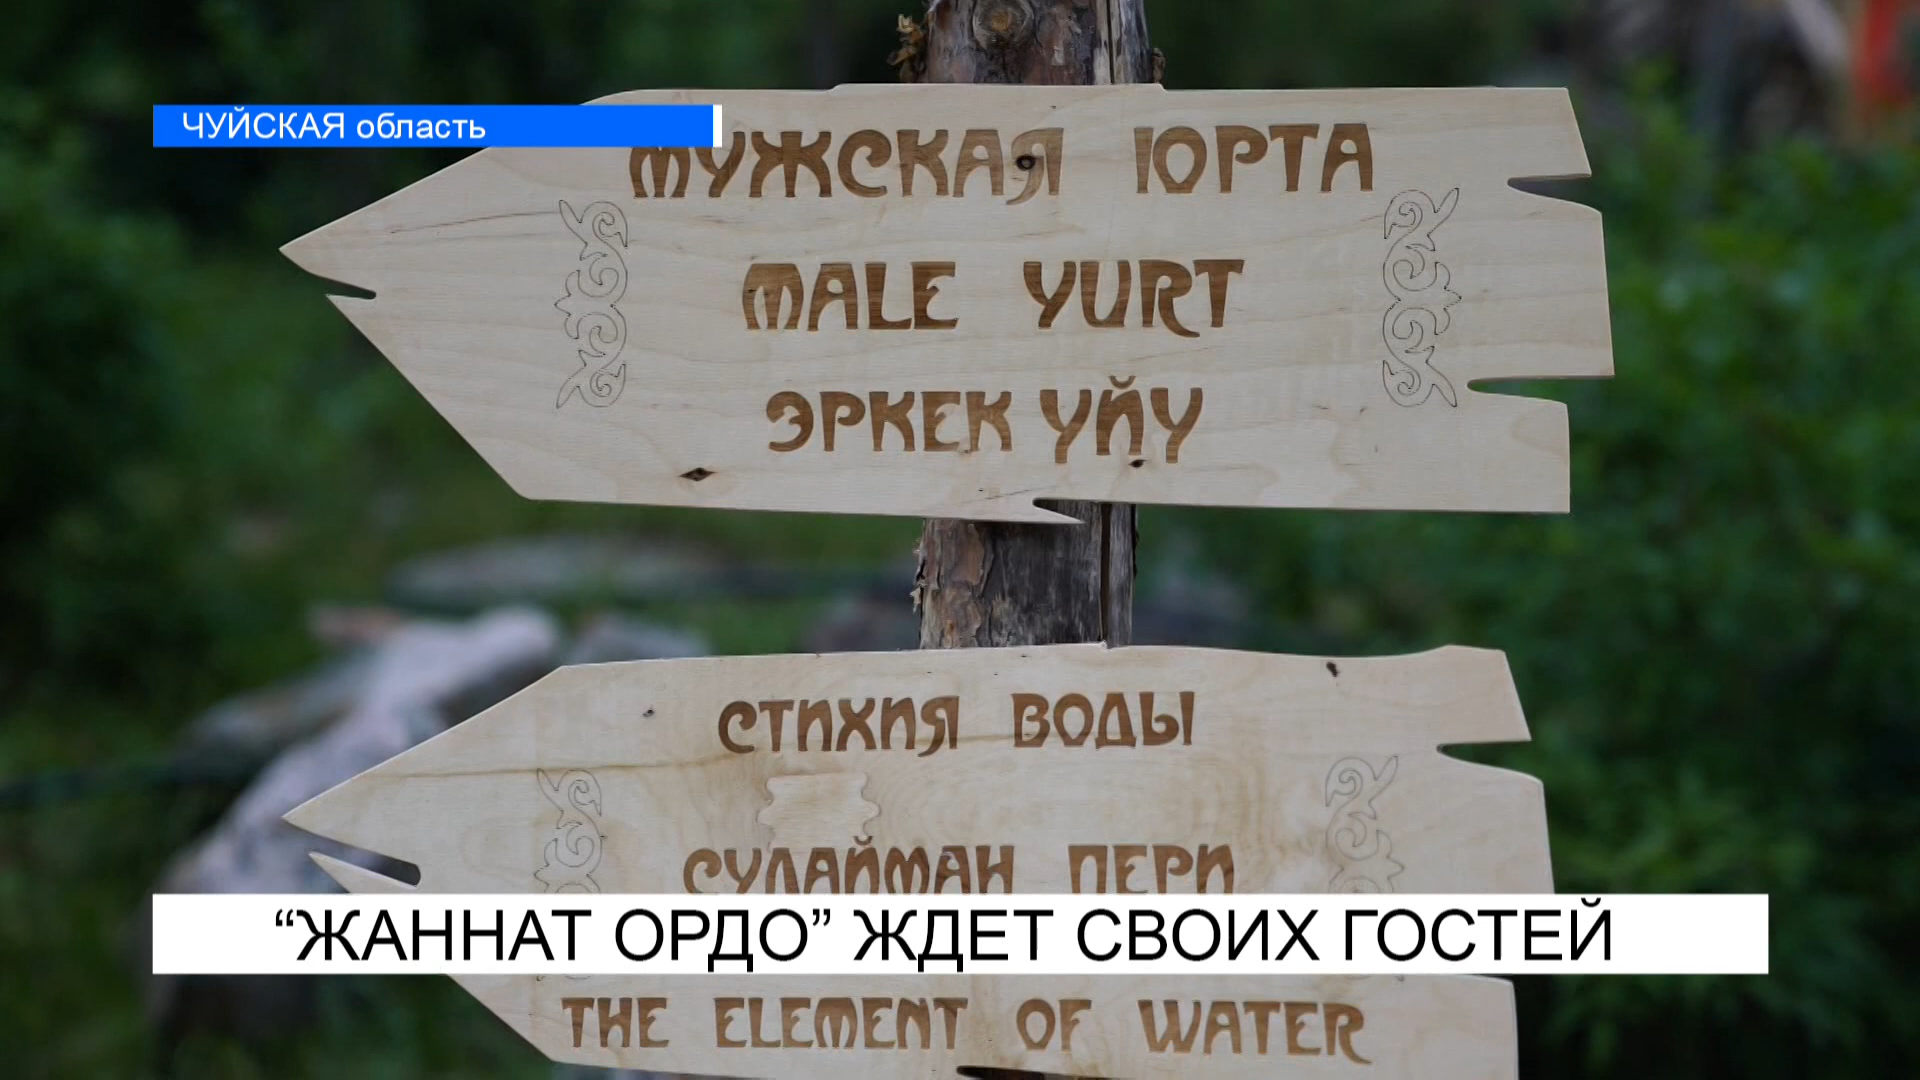 ЧУЙСКАЯ область
МУЖСКАЯ ЮРТА
MALE YURT
ЭРКЕК УЙУ
СТИХИЯ ВОДЫ
СУЛАЙМАН ПЕРИ
“ЖАННАТ ОРДО” ЖДЕТ СВОИХ ГОСТЕЙ
THE ELEMENT OF WATER